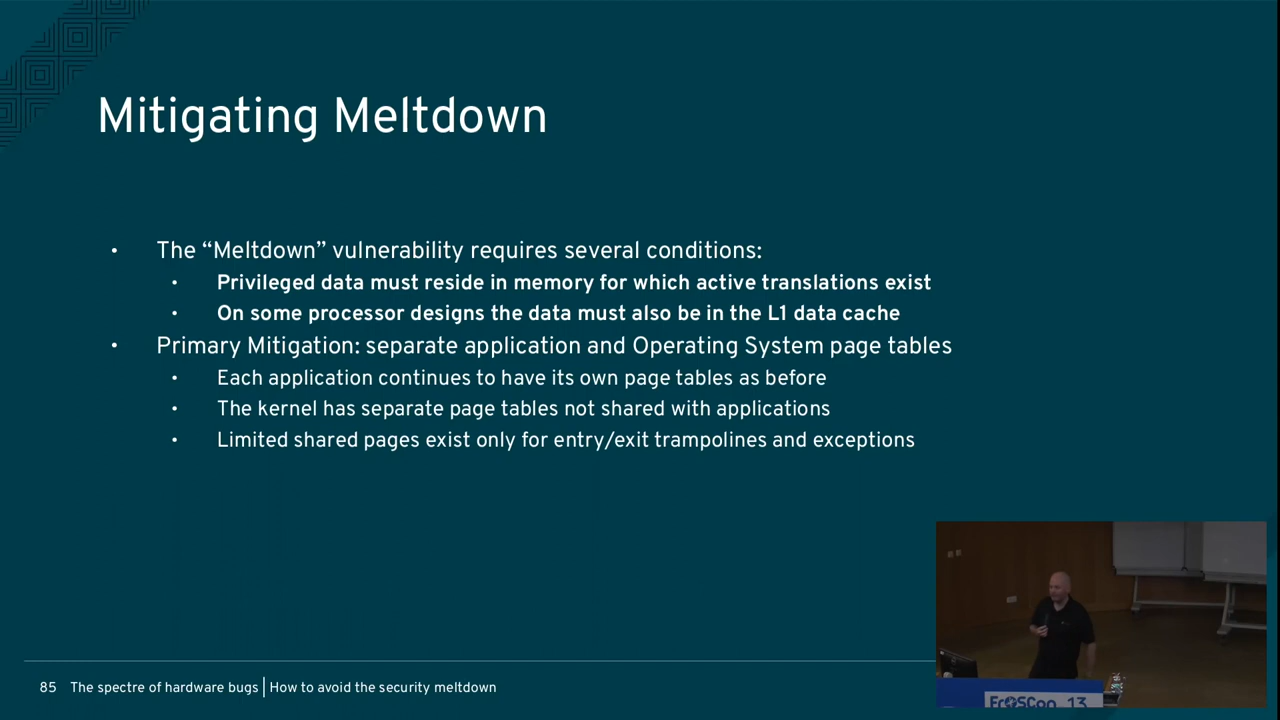 Mitigating Meltdown
• The “Meltdown” vulnerability requires several conditions:
• Privileged data must reside in memory for which active translations exist
• On some processor designs the data must also be in the L1 data cache
• Primary Mitigation: separate application and Operating System page tables
• Each application continues to have its own page tables as before
• The kernel has separate page tables not shared with applications
• Limited shared pages exist only for entry/exit trampolines and exceptions
85 The spectre of hardware bugs | How to avoid the security meltdown
FrOSCon 13